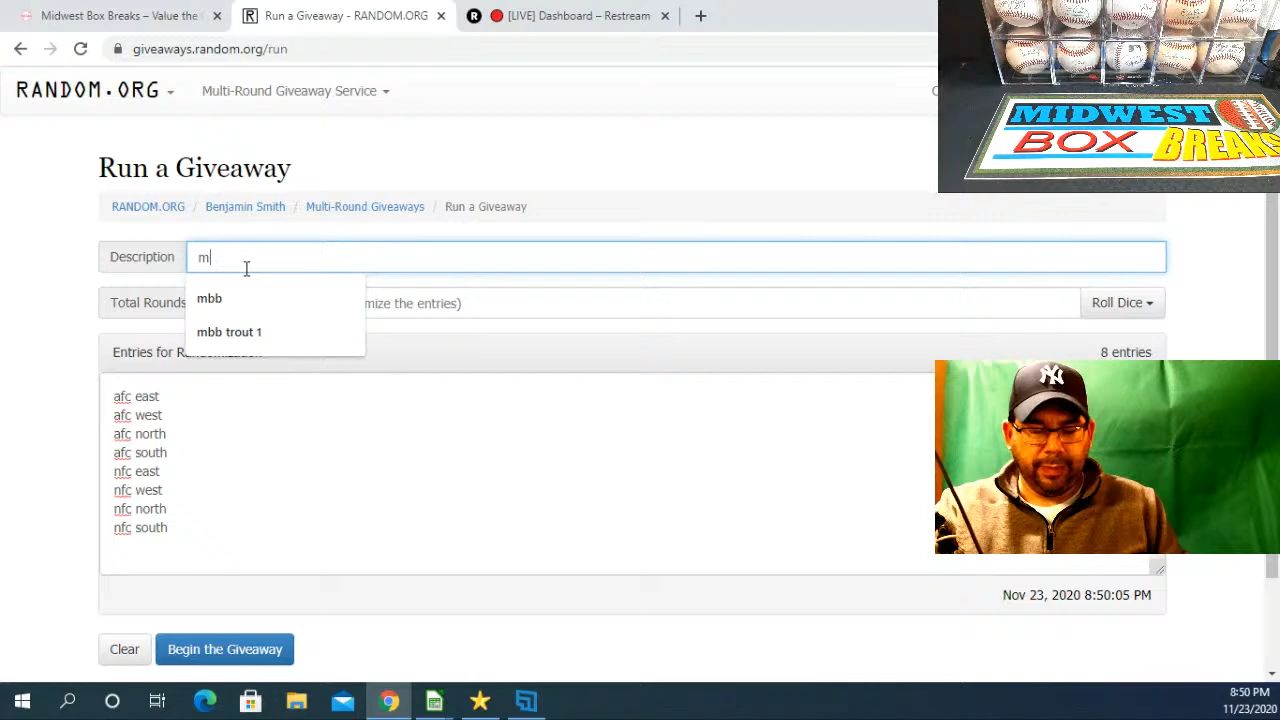 Midwest Box Breaks – Value the
Run a Giveaway - RANDOM.ORG
[LIVE] Dashboard – Restream
giveaways.random.org/run
RANDOM.ORG
Multi-Round Giveaway Service
MIDWEST
BOX BREAKS
Run a Giveaway
RANDOM.ORG / Benjamin Smith / Multi-Round Giveaways / Run a Giveaway
Description
m
mbb
mbb trout 1
Total Rounds
mize the entries)
Roll Dice
Entries for
8 entries
afc east
afc west
afc north
afc south
nfc east
nfc west
nfc north
nfc south
Nov 23, 2020 8:50:05 PM
Clear
Begin the Giveaway
8:50 PM
11/23/2020